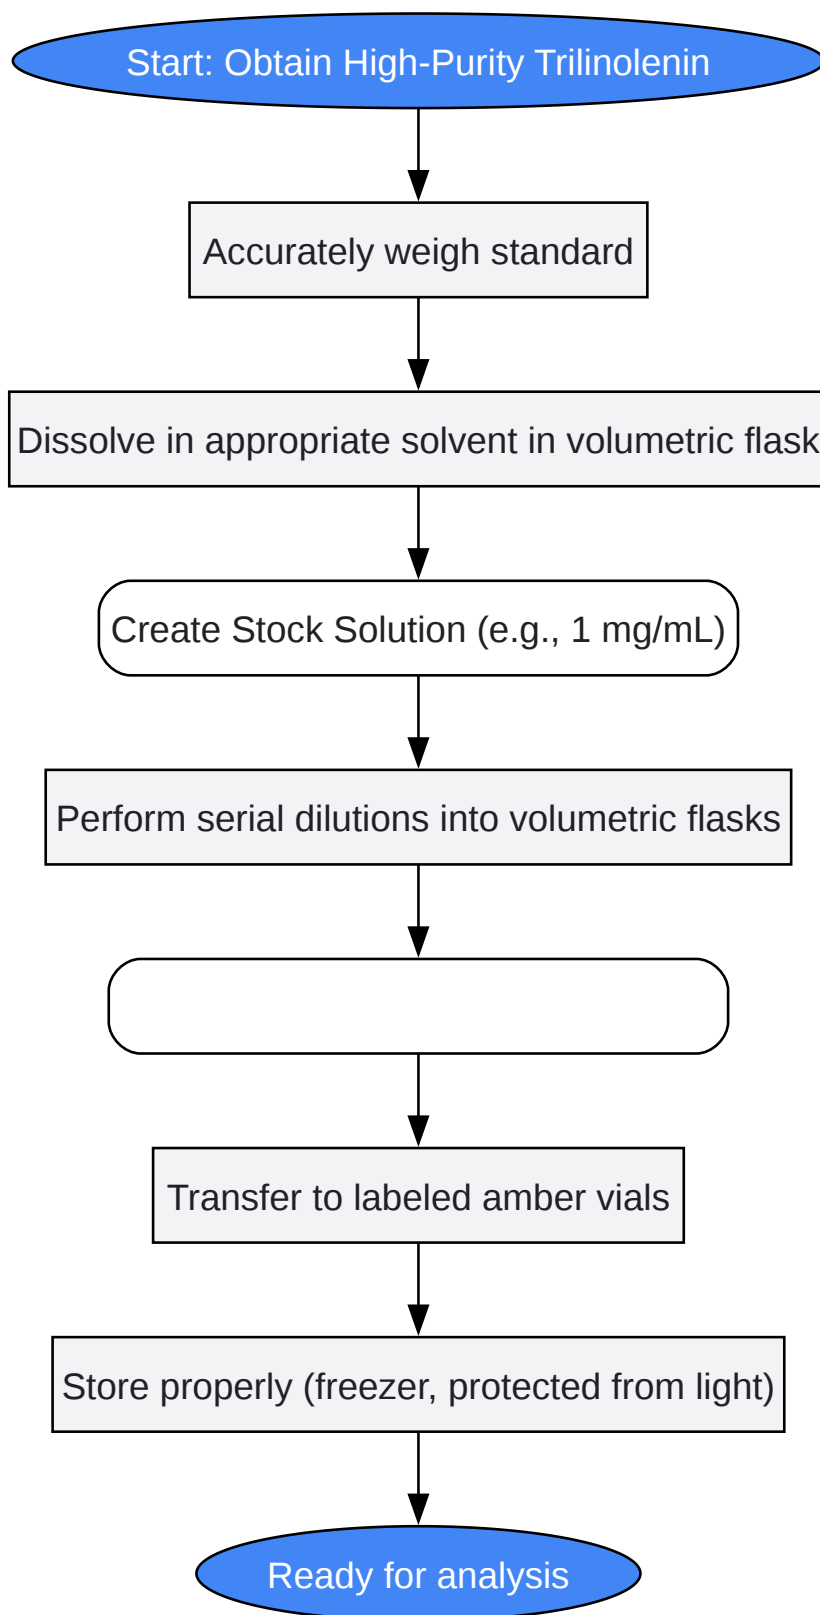 Start: Obtain High-Purity Trilinolenin
Accurately weigh standard
Dissolve in appropriate solvent in volumetric flask
Create Stock Solution (e.g., 1 mg/mL)
Perform serial dilutions into volumetric flasks
Transfer to labeled amber vials
Store properly (freezer, protected from light)
Ready for analysis